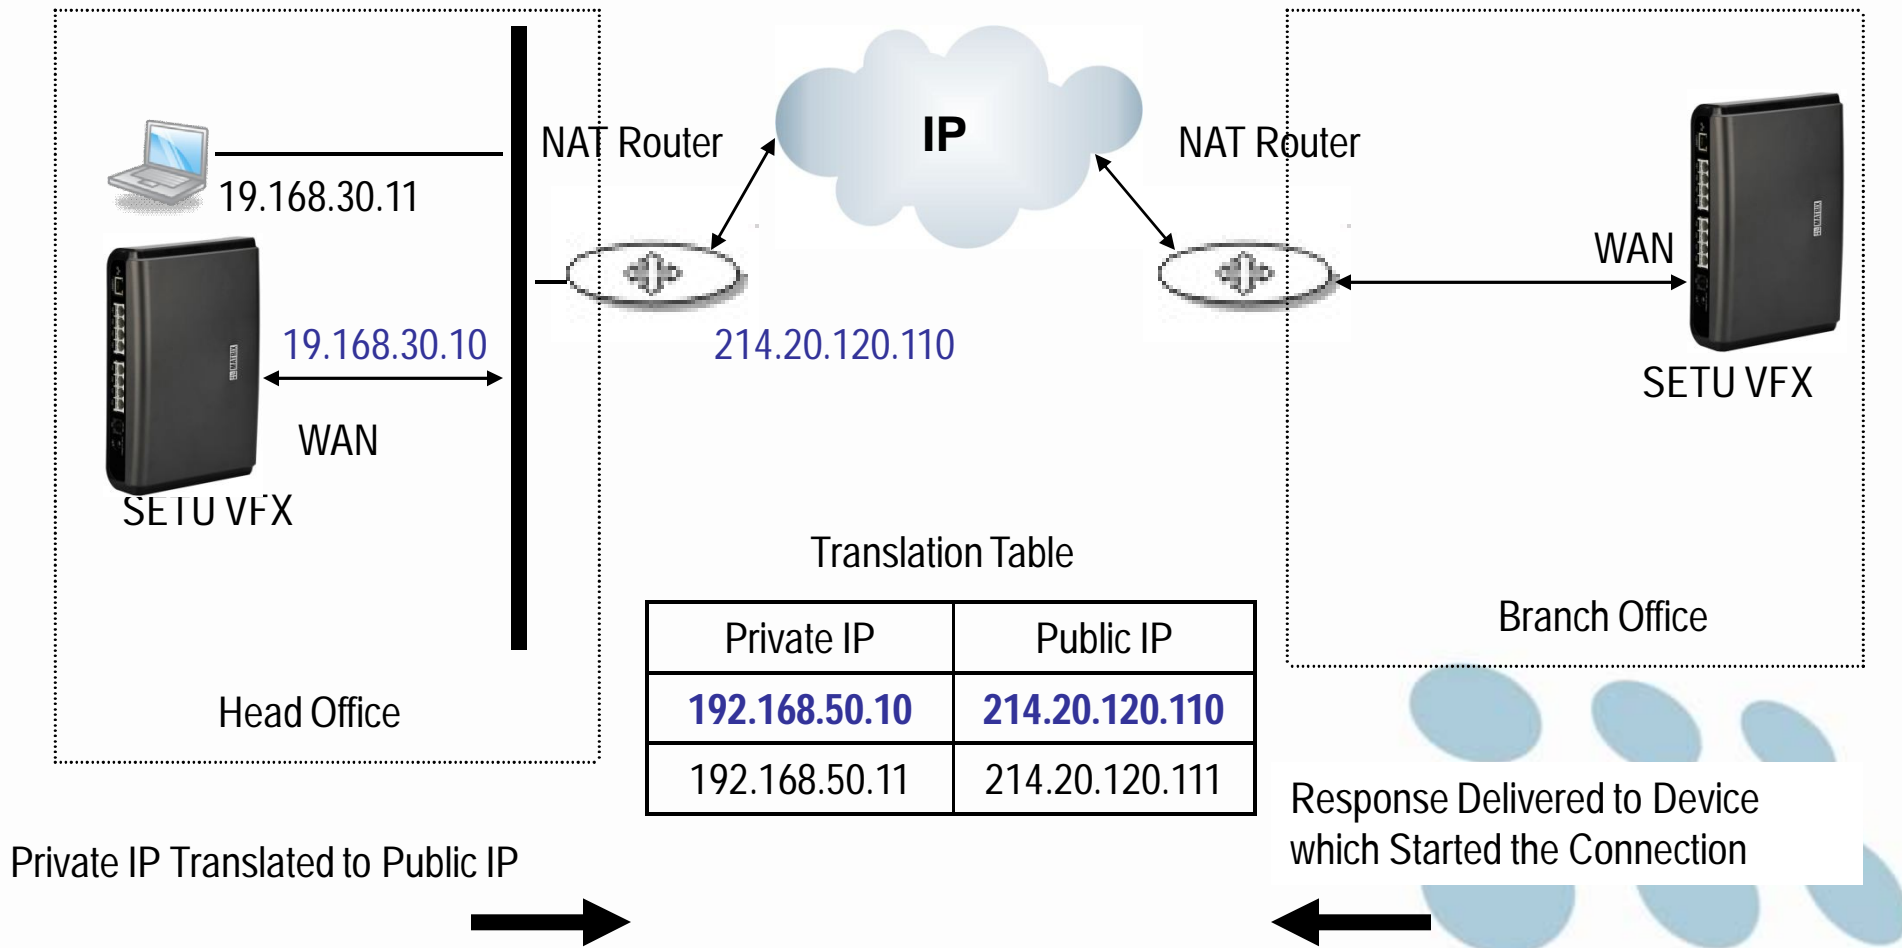 NAT Router
IP
NAT Router
19.168.30.11
WAN
19.168.30.10
214.20.120.110
SETU VFX
WAN
SETU VFX
Translation Table
Private IP
Public IP
192.168.50.10
214.20.120.110
192.168.50.11
214.20.120.111
Branch Office
Head Office
Response Delivered to Device
which Started the Connection
Private IP Translated to Public IP